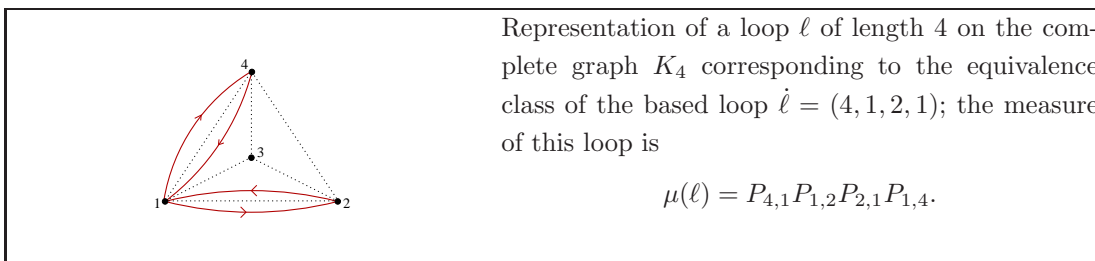 Representation of a loop ℓ of length 4 on the com-
plete graph K₄ corresponding to the equivalence
class of the based loop ℓ̇ = (4, 1, 2, 1); the measure
of this loop is
μ(ℓ) = P₄,₁P₁,₂P₂,₁P₁,₄.
4
3
1
2